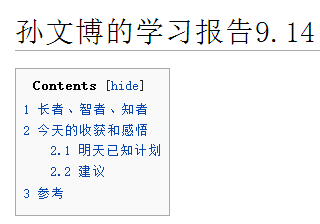 孙文博的学习报告9.14
Contents [hide]
1 长者、智者、知者
2 今天的收获和感悟
2.1 明天已知计划
2.2 建议
3 参考